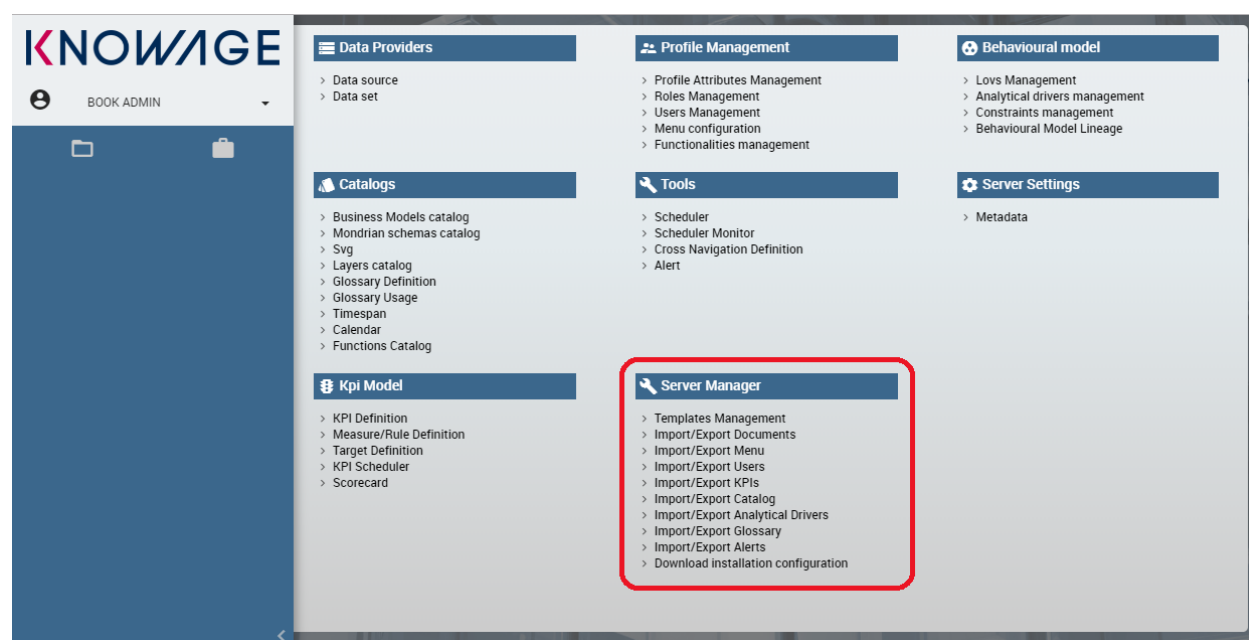 KNOWAGE
BOOK ADMIN
Data Providers
> Data source
> Data set
Profile Management
> Profile Attributes Management
> Roles Management
> Users Management
> Menu configuration
> Functionalities management
Behavioural model
> Lovs Management
> Analytical drivers management
> Constraints management
> Behavioural Model Lineage
Catalogs
> Business Models catalog
> Mondrian schemas catalog
> Svg
> Layers catalog
> Glossary Definition
> Glossary Usage
> Timespan
> Calendar
> Functions Catalog
Tools
> Scheduler
> Scheduler Monitor
> Cross Navigation Definition
> Alert
Server Settings
> Metadata
Kpi Model
> KPI Definition
> Measure/Rule Definition
> Target Definition
> KPI Scheduler
> Scorecard
Server Manager
> Templates Management
> Import/Export Documents
> Import/Export Menu
> Import/Export Users
> Import/Export KPIs
> Import/Export Catalog
> Import/Export Analytical Drivers
> Import/Export Glossary
> Import/Export Alerts
> Download installation configuration